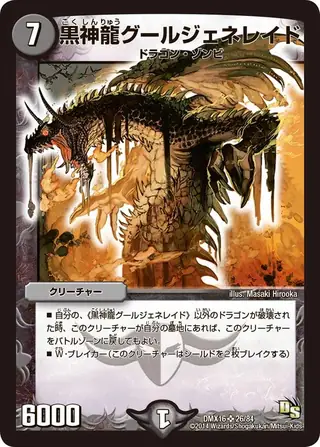 7
こくしんりゅう
黒神龍グールジェネレイド
ドラゴン・ゾンビ
illus. Masaki Hirooka
クリーチャー
■ 自分の、《黒神龍グールジェネレイド》以外のドラゴンが破壊された時、このクリーチャーが自分の墓地にあれば、このクリーチャーをバトルゾーンに戻してもよい。
■ W・ブレイカー(このクリーチャーはシールドを2枚ブレイクする)
6000
DMX16 26/84
©2014 Wizards/Shogakukan/Mitsui-Kids
DS